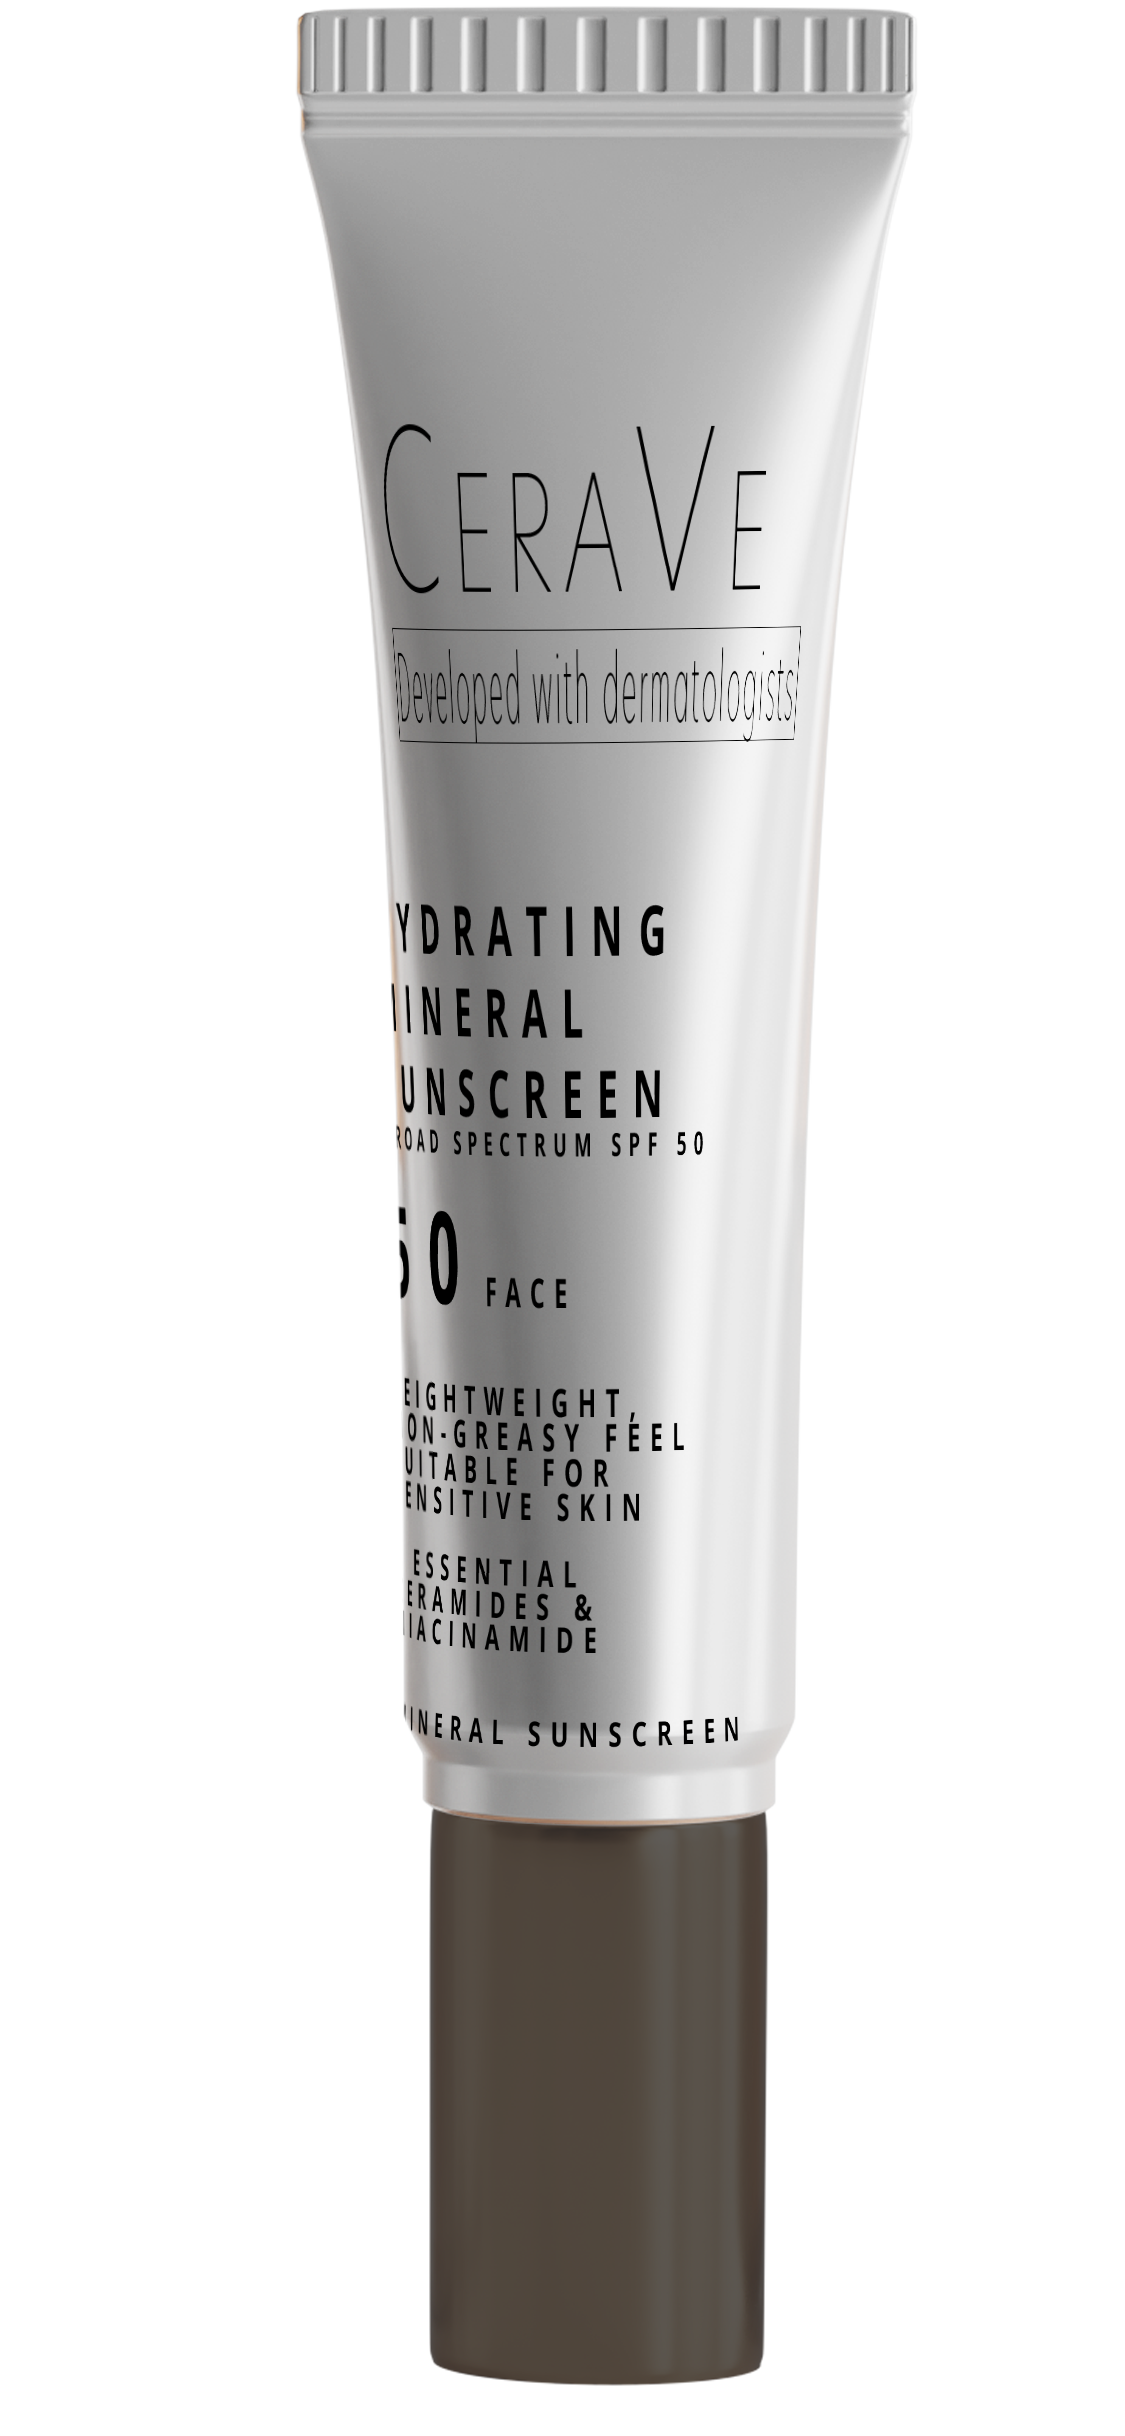 CERAVE
Developed with dermatologists
YDRATING
INERAL
UNSCREEN
ROAD SPECTRUM SPF 50
50 FACE
EIGHTWEIGHT,
ON-GREASY FEEL
UITABLE FOR
ENSITIVE SKIN
ESSENTIAL
ERAMIDES &
IACINAMIDE
INERAL SUNSCREEN